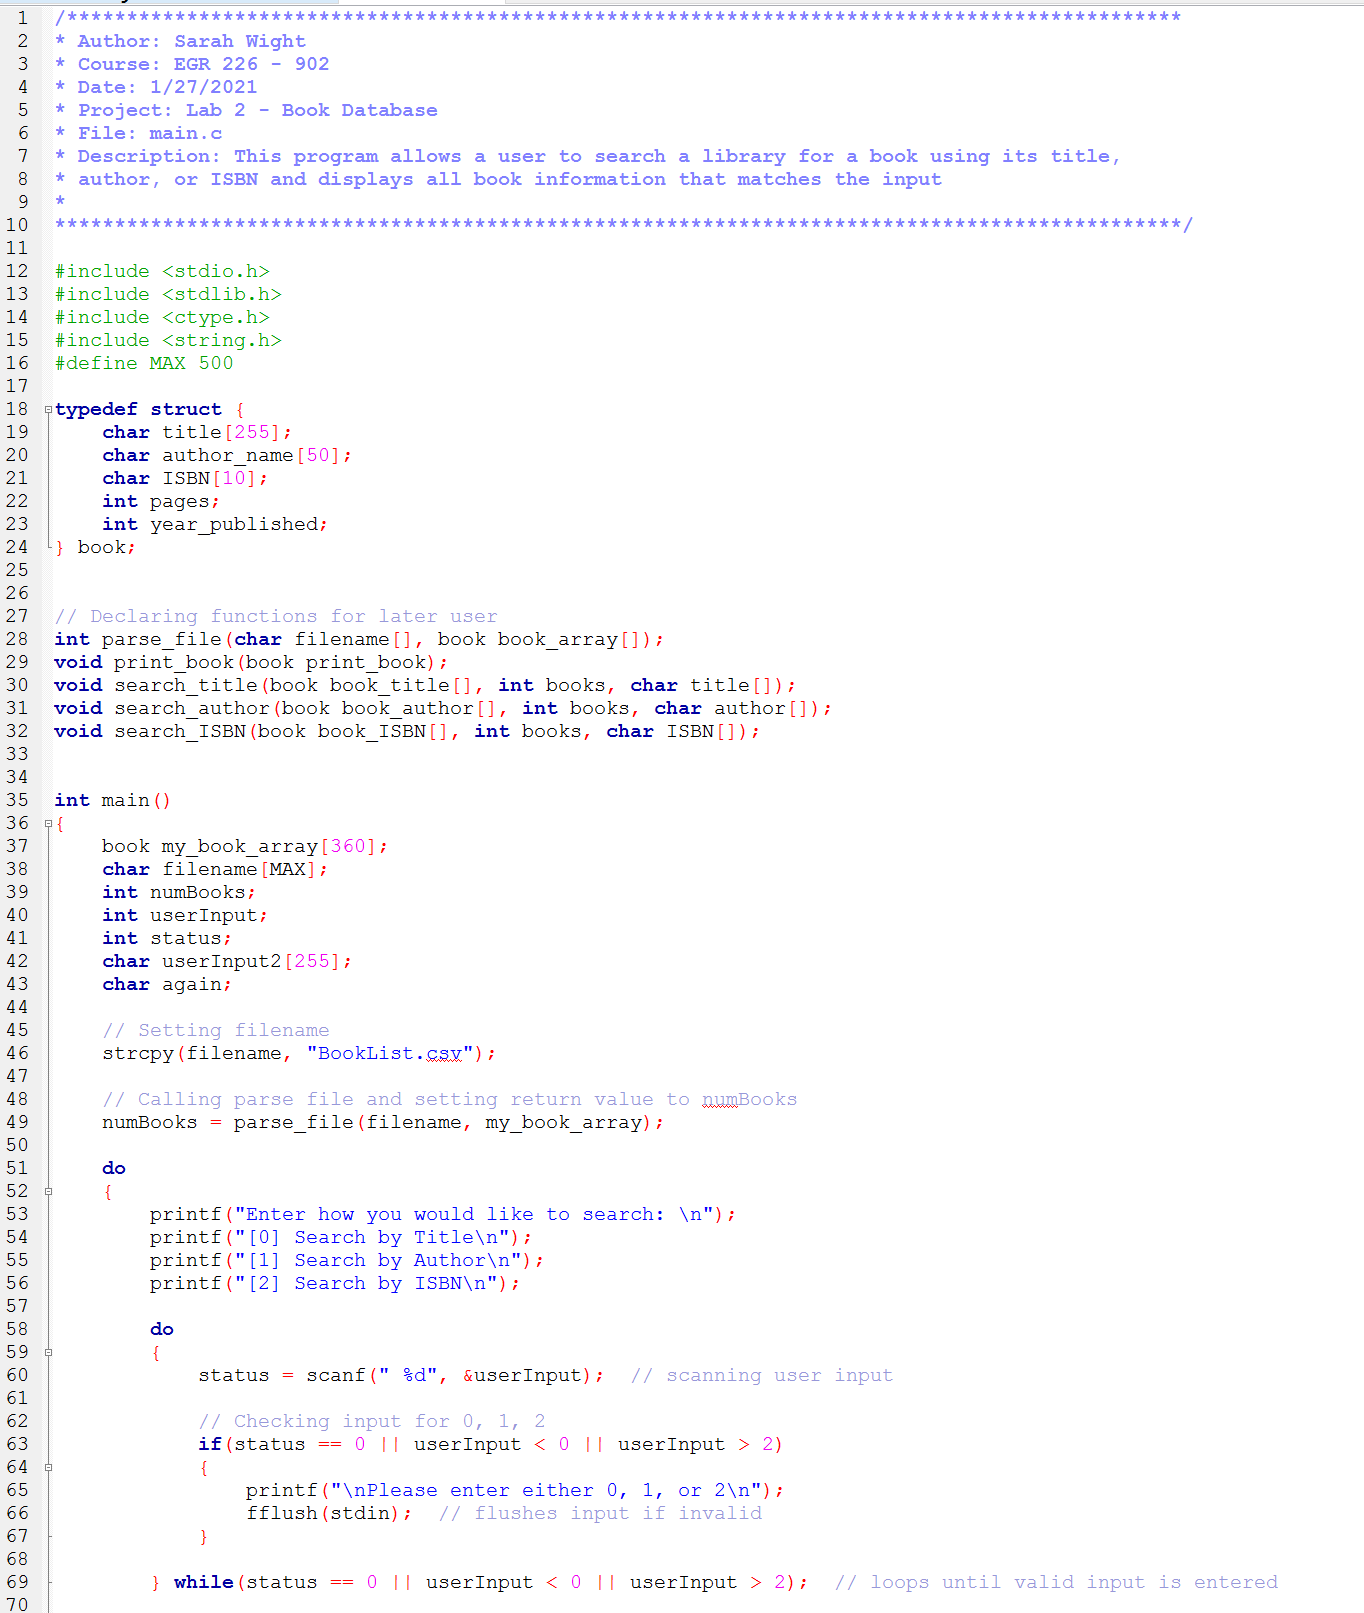 1 /*********************************************************************************************
2 * Author: Sarah Wight
3 * Course: EGR 226 - 902
4 * Date: 1/27/2021
5 * Project: Lab 2 - Book Database
6 * File: main.c
7 * Description: This program allows a user to search a library for a book using its title,
8 * author, or ISBN and displays all book information that matches the input
9 *
10 **********************************************************************************************/
11
12 #include <stdio.h>
13 #include <stdlib.h>
14 #include <ctype.h>
15 #include <string.h>
16 #define MAX 500
17
18 typedef struct {
19     char title[255];
20     char author_name[50];
21     char ISBN[10];
22     int pages;
23     int year_published;
24 } book;
25
26
27 // Declaring functions for later user
28 int parse_file(char filename[], book book_array[]);
29 void print_book(book print_book);
30 void search_title(book book_title[], int books, char title[]);
31 void search_author(book book_author[], int books, char author[]);
32 void search_ISBN(book book_ISBN[], int books, char ISBN[]);
33
34
35 int main()
36 {
37     book my_book_array[360];
38     char filename[MAX];
39     int numBooks;
40     int userInput;
41     int status;
42     char userInput2[255];
43     char again;
44
45     // Setting filename
46     strcpy(filename, "BookList.csv");
47
48     // Calling parse file and setting return value to numBooks
49     numBooks = parse_file(filename, my_book_array);
50
51     do
52     {
53         printf("Enter how you would like to search: \n");
54         printf("[0] Search by Title\n");
55         printf("[1] Search by Author\n");
56         printf("[2] Search by ISBN\n");
57
58         do
59         {
60             status = scanf(" %d", &userInput);  // scanning user input
61
62             // Checking input for 0, 1, 2
63             if(status == 0 || userInput < 0 || userInput > 2)
64             {
65                 printf("\nPlease enter either 0, 1, or 2\n");
66                 fflush(stdin);  // flushes input if invalid
67             }
68
69         } while(status == 0 || userInput < 0 || userInput > 2);  // loops until valid input is entered
70